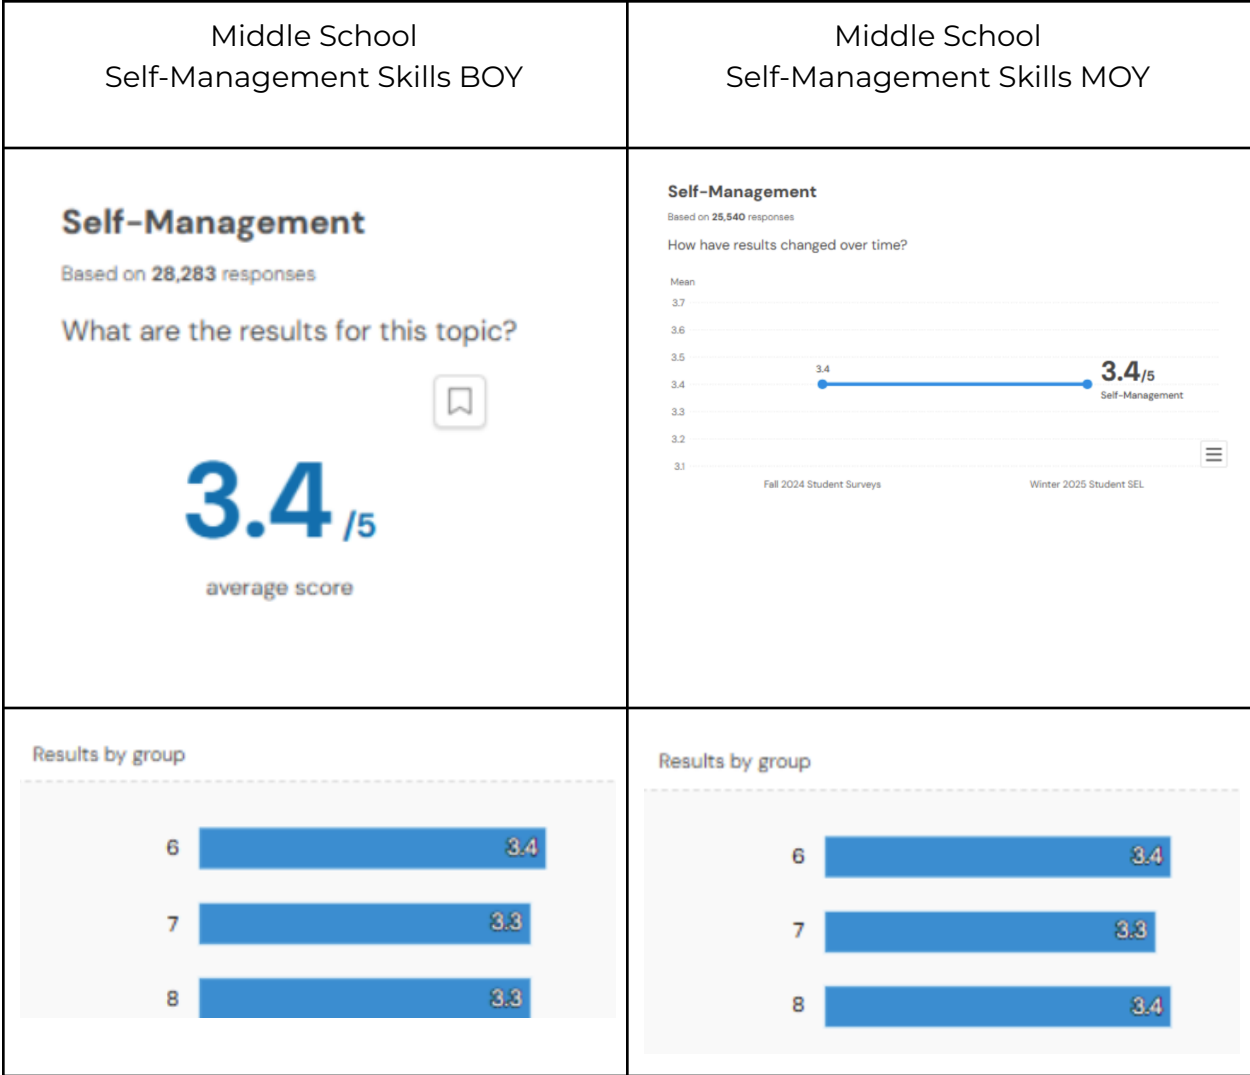 Middle School
Self-Management Skills BOY
Middle School
Self-Management Skills MOY
Self-Management
Based on 28,283 responses
What are the results for this topic?
3.4 /5
average score
Self-Management
Based on 25,540 responses
How have results changed over time?
Mean
3.7
3.6
3.5
3.4
3.3
3.2
3.1
3.4
3.4/5
Self-Management
Fall 2024 Student Surveys
Winter 2025 Student SEL
Results by group
6 3.4
7 3.3
8 3.3
Results by group
6 3.4
7 3.3
8 3.4